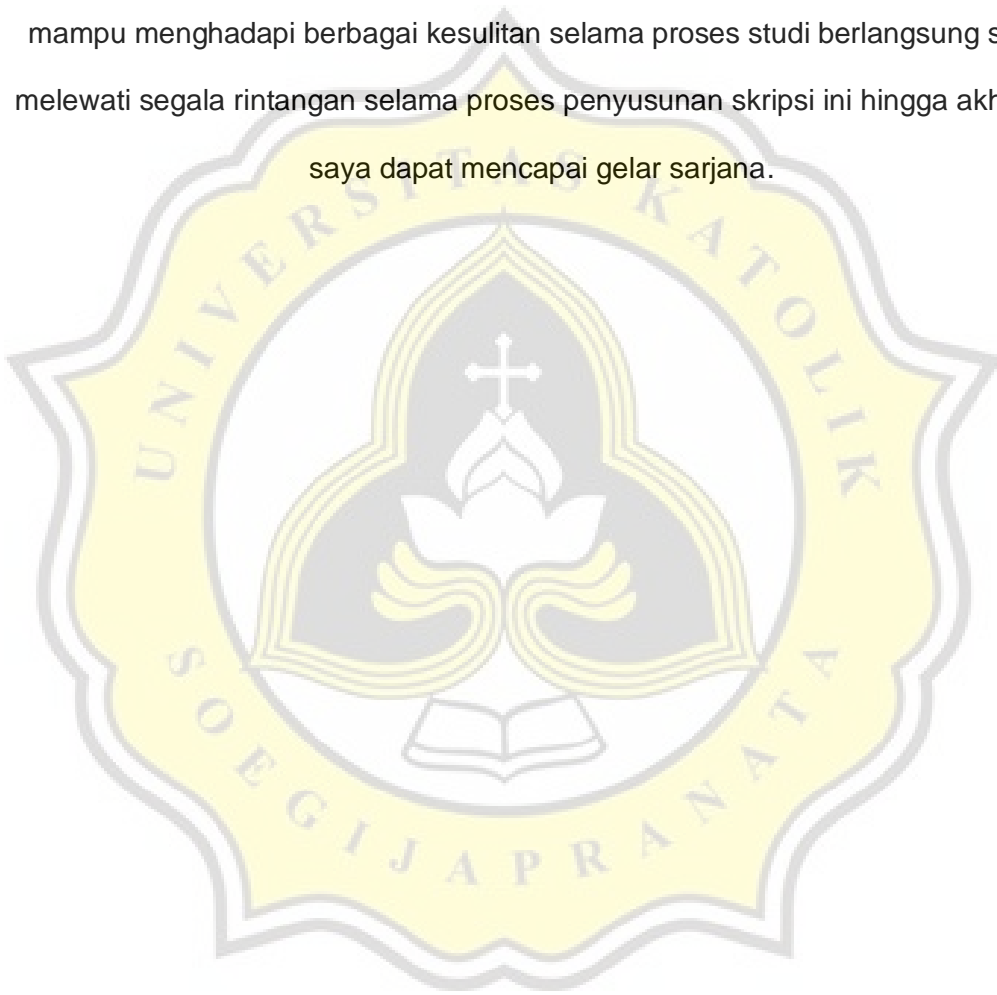 mampu menghadapi berbagai kesulitan selama proses studi berlangsung s
melewati segala rintangan selama proses penyusunan skripsi ini hingga akh
saya dapat mencapai gelar sarjana.
UNIVERSITAS KATOLIK
SOEGIJAPRANATA